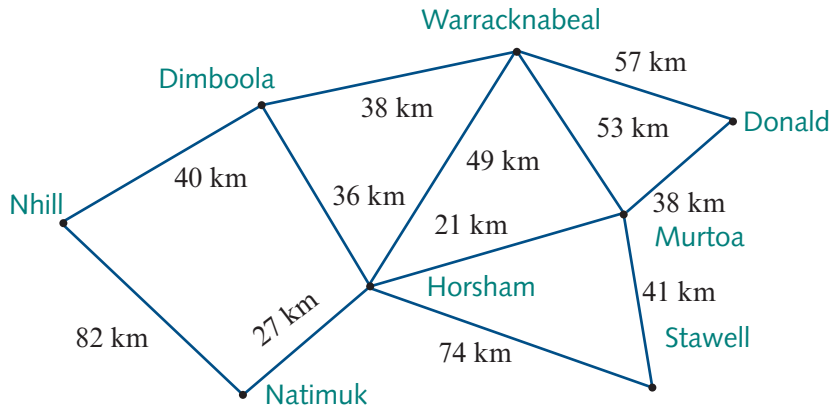 Warracknabeal
57 km
Dimboola
38 km
Donald
53 km
49 km
40 km
36 km
Nhill
38 km
21 km
Murtoa
Horsham
41 km
27 km
82 km
74 km
Stawell
Natimuk